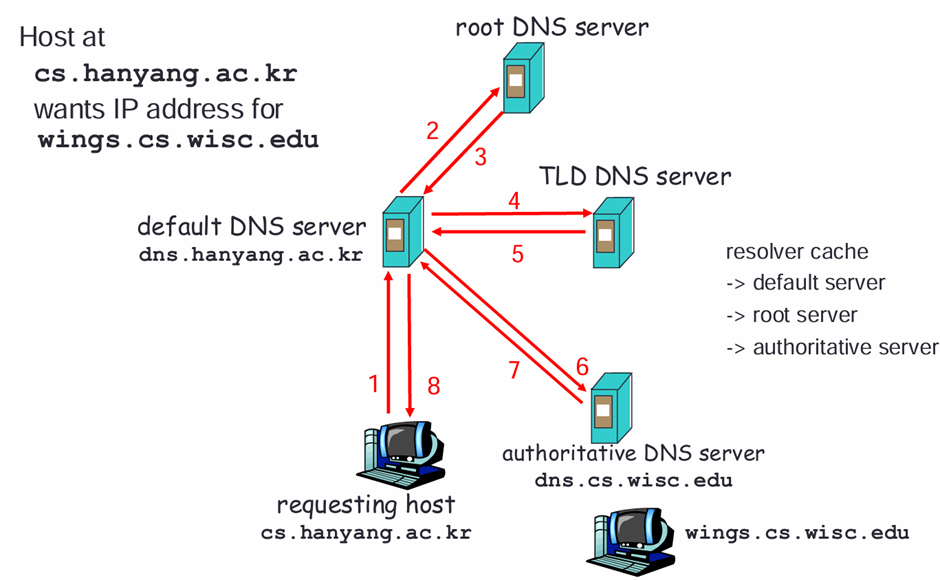 Host at
cs.hanyang.ac.kr
wants IP address for
wings.cs.wisc.edu
root DNS server
2
3
TLD DNS server
4
5
default DNS server
dns.hanyang.ac.kr
resolver cache
-> default server
-> root server
-> authoritative server
1
8
7
6
authoritative DNS server
dns.cs.wisc.edu
requesting host
cs.hanyang.ac.kr
wings.cs.wisc.edu